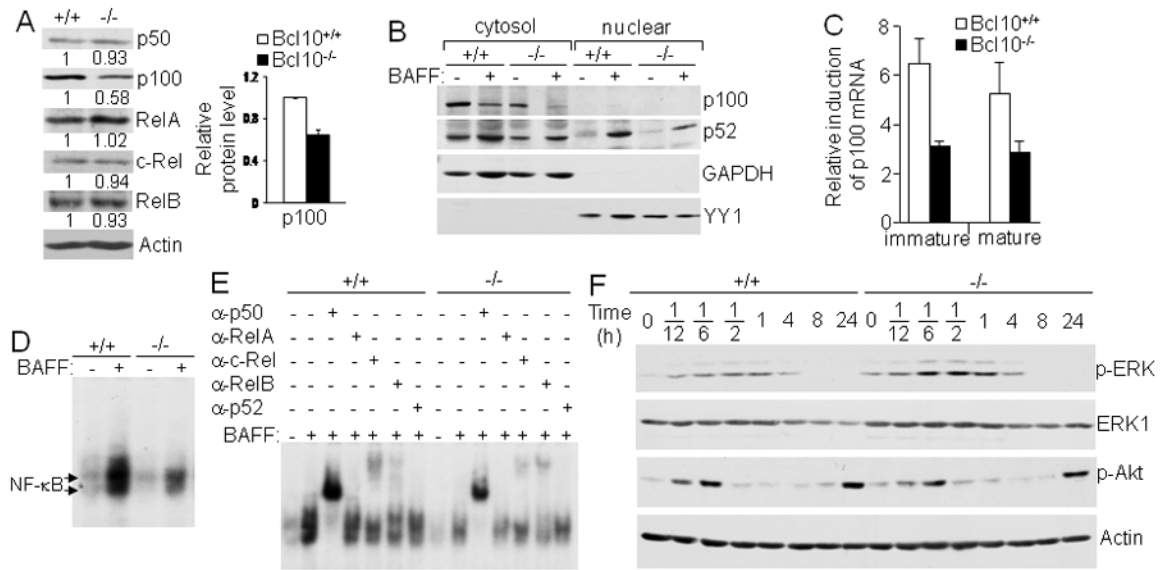 A
+/+ -/-
p50
1 0.93
p100
1 0.58
RelA
1 1.02
c-Rel
1 0.94
RelB
1 0.93
Actin
Bcl10+/+
Bcl10-/-
Relative
protein level
1.2
0.8
0.4
0
p100
B
cytosol nuclear
+/+ -/- +/+ -/-
BAFF: - + - + - + - +
p100
p52
GAPDH
YY1
C
Bcl10+/+
Bcl10-/-
Relative induction
of p100 mRNA
9
6
3
0
immature mature
D
+/+ -/-
BAFF: - + - +
NF-κB
E
+/+ -/-
α-p50 - - + - - - - - - + - - - -
α-RelA - - - + - - - - - - + - - -
α-c-Rel - - - - + - - - - - - + - -
α-RelB - - - - - + - - - - - - + -
α-p52 - - - - - - + - - - - - - +
BAFF: - + + + + + + - + + + + + +
F
+/+ -/-
Time (h) 0 1/12 1/6 1/2 1 4 8 24 0 1/12 1/6 1/2 1 4 8 24
p-ERK
ERK1
p-Akt
Actin